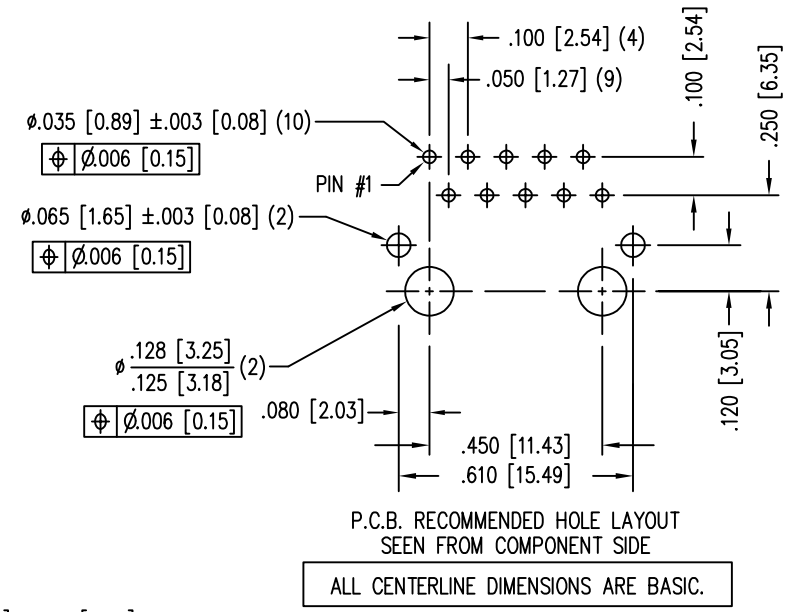 .100 [2.54] (4)
.050 [1.27] (9)
.100 [2.54]
.250 [6.35]
ø.035 [0.89] ±.003 [0.08] (10)
⌖ Ø.006 [0.15]
PIN #1
ø.065 [1.65] ±.003 [0.08] (2)
⌖ Ø.006 [0.15]
ø .128 [3.25]
.125 [3.18] (2)
⌖ Ø.006 [0.15]
.080 [2.03]
.120 [3.05]
.450 [11.43]
.610 [15.49]
P.C.B. RECOMMENDED HOLE LAYOUT
SEEN FROM COMPONENT SIDE
ALL CENTERLINE DIMENSIONS ARE BASIC.